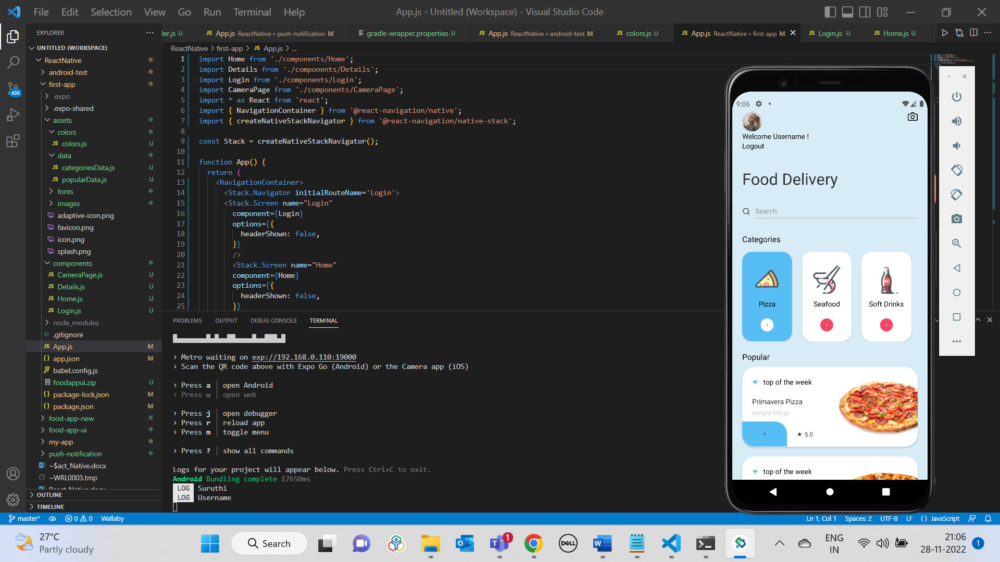 File Edit Selection View Go Run Terminal Help
App.js - Untitled (Workspace) - Visual Studio Code
EXPLORER
UNTITLED (WORKSPACE)
ReactNative
android-test
first-app
.expo
.expo-shared
assets
colors
colors.js U
data
categoriesData.js U
popularData.js U
fonts
images
adaptive-icon.png
favicon.png
icon.png
splash.png
components
CameraPage.js U
Details.js U
Home.js U
Login.js U
node_modules
.gitignore
App.js M
app.json M
babel.config.js
foodappui.zip U
package-lock.json M
package.json M
food-app-new
food-app-ui
my-app
push-notification
~$act_Native.docx
~WRL0003.tmp
React_Native.docx
OUTLINE
TIMELINE
436
der.js U
JS App.js ReactNative • push-notification M
gradle-wrapper.properties U
JS App.js ReactNative • android-test M
JS colors.js U
JS App.js ReactNative • first-app M
JS Login.js U
JS Home.js U
ReactNative > first-app > JS App.js > ...
1 import Home from './components/Home';
2 import Details from './components/Details';
3 import Login from './components/Login';
4 import CameraPage from './components/CameraPage';
5 import * as React from 'react';
6 import { NavigationContainer } from '@react-navigation/native';
7 import { createNativeStackNavigator } from '@react-navigation/native-stack';
8
9 const Stack = createNativeStackNavigator();
10
11 function App() {
12 return (
13 <NavigationContainer>
14 <Stack.Navigator initialRouteName='Login'>
15 <Stack.Screen name="Login"
16 component={Login}
17 options={{
18 headerShown: false,
19 }}
20 />
21 <Stack.Screen name="Home"
22 component={Home}
23 options={{
24 headerShown: false,
25 }}
PROBLEMS OUTPUT DEBUG CONSOLE TERMINAL
› Metro waiting on exp://192.168.0.110:19000
› Scan the QR code above with Expo Go (Android) or the Camera app (iOS)
› Press a │ open Android
› Press w │ open web
› Press j │ open debugger
› Press r │ reload app
› Press m │ toggle menu
› Press ? │ show all commands
Logs for your project will appear below. Press Ctrl+C to exit.
Android Bundling complete 17650ms
LOG Suruthi
LOG Username
9:06
Welcome Username !
Logout
Food Delivery
Search
Categories
Pizza Seafood Soft Drinks
Popular
top of the week
Primavera Pizza
Weight 540 gr
+ 5.0
top of the week
master* 0 0 Wallaby
Ln 1, Col 1 Spaces: 2 UTF-8 LF {} JavaScript
27°C
Partly cloudy
Search
1
DELL
ENG
IN
21:06
28-11-2022
1